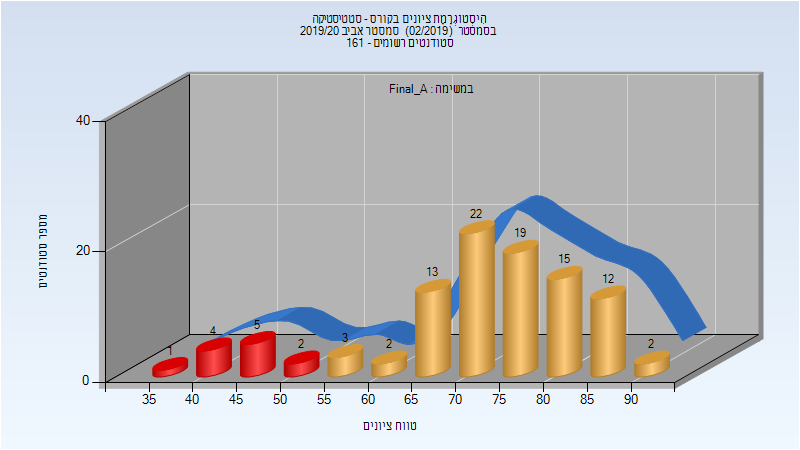 היסטוגרמת ציונים בקורס - סטטיסטיקה
בסמסטר (02/2019) סמסטר אביב 2019/20
סטודנטים רשומים - 161
במשימה : Final_A
מספר סטודנטים
40
20
0
1
4
5
2
3
2
13
22
19
15
12
2
35 40 45 50 55 60 65 70 75 80 85 90
טווח ציונים